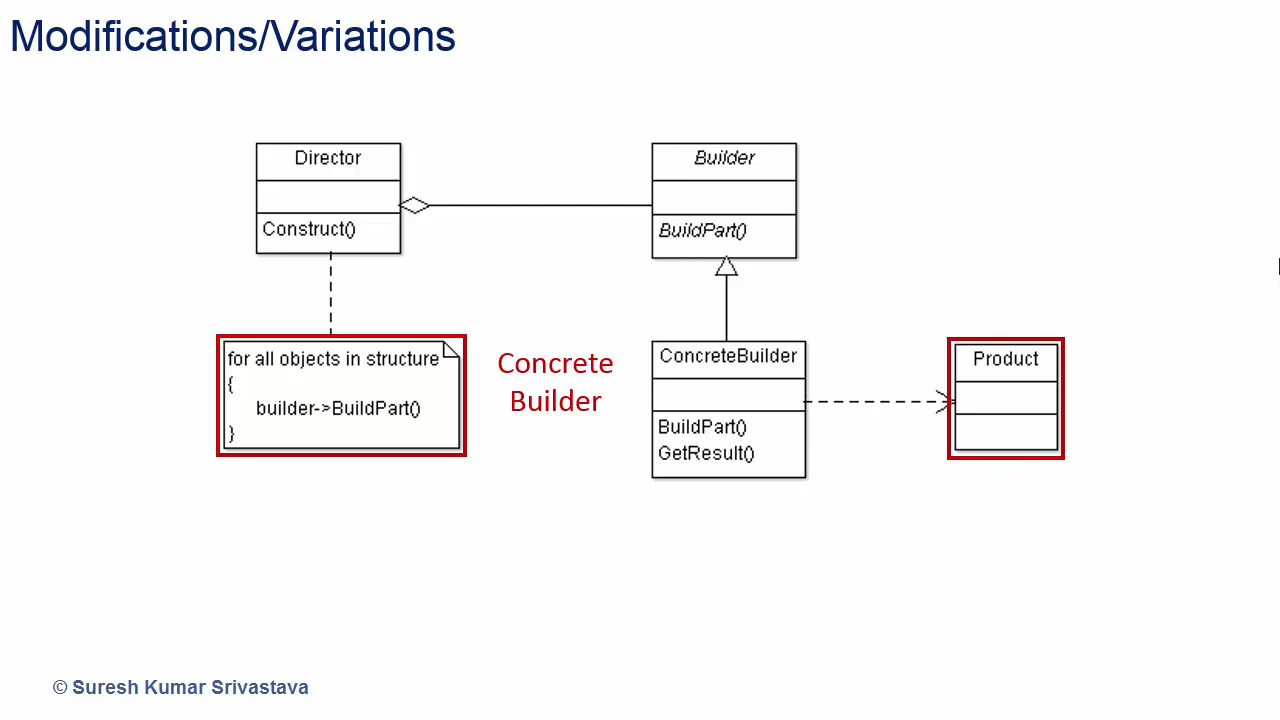 Modifications/Variations
Director
Construct()
Builder
BuildPart()
for all objects in structure
{
builder->BuildPart()
}
Concrete
Builder
ConcreteBuilder
BuildPart()
GetResult()
Product
© Suresh Kumar Srivastava